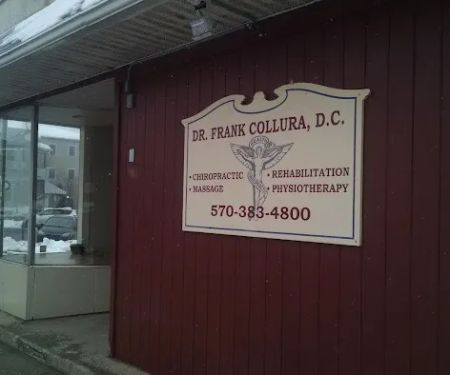 DR. FRANK COLLURA, D.C.
• CHIROPRACTIC • REHABILITATION
• MASSAGE • PHYSIOTHERAPY
570-383-4800